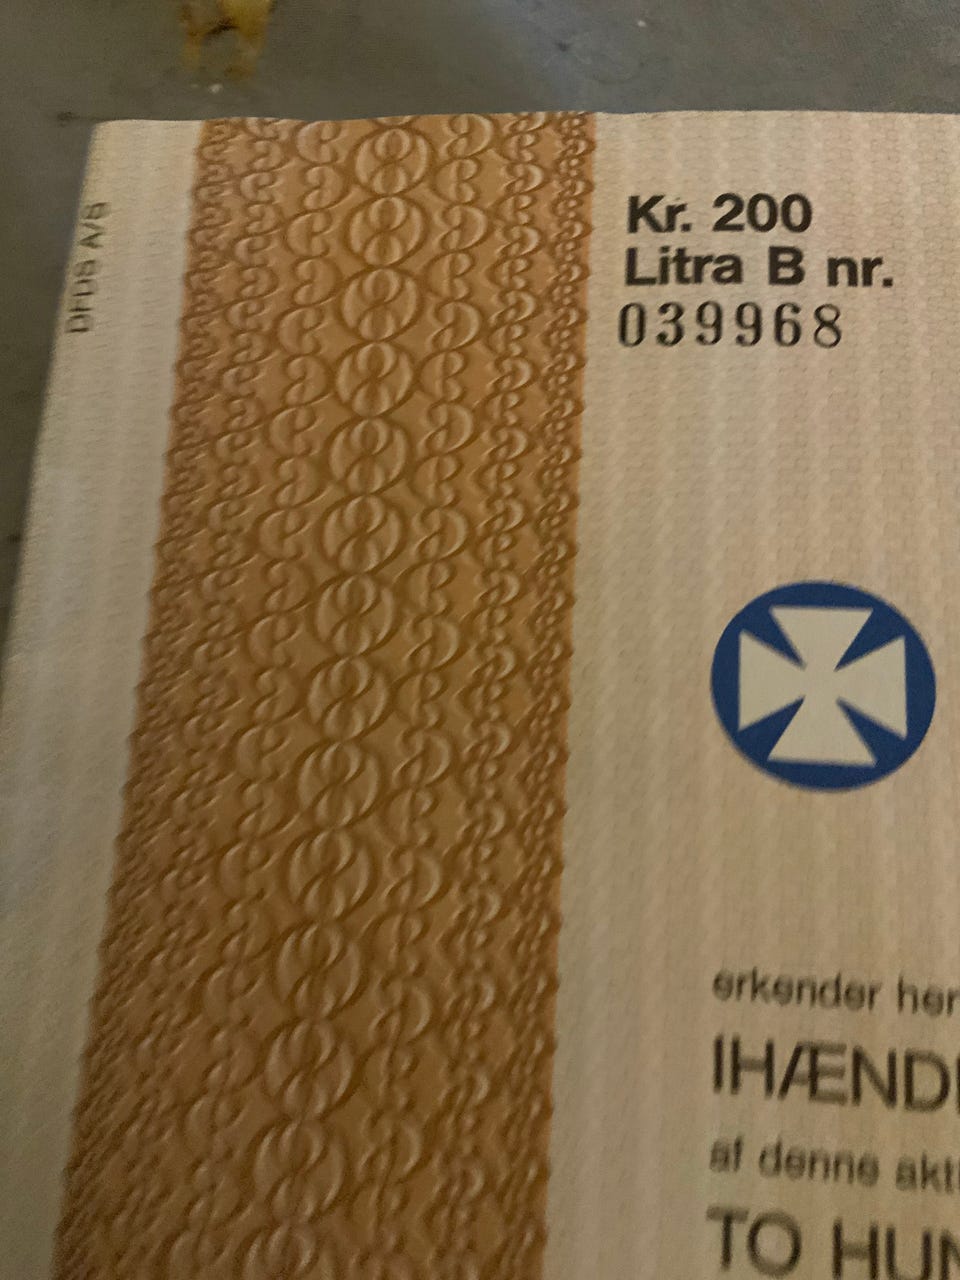 DFDS A/S
Kr. 200
Litra B nr.
039968
erkender her
IHÆND
af denne akt
TO HUN